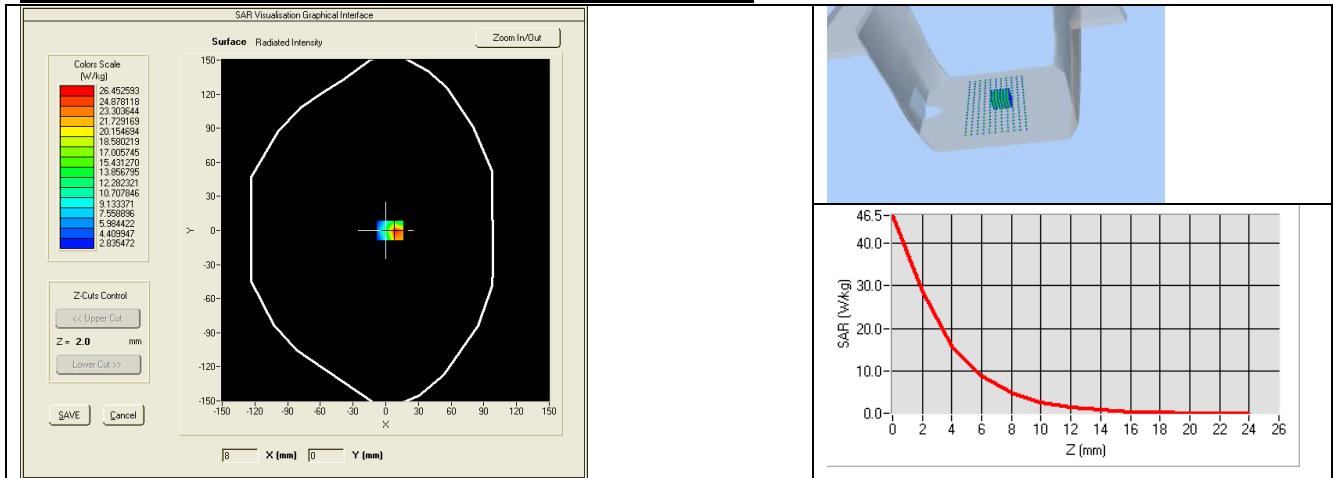 SAR Visualisation Graphical Interface
Surface Radiated Intensity
Zoom In/Out
Colors Scale
(W/kg)
26.452593
24.878118
23.303644
21.729169
20.154694
18.580219
17.005745
15.431270
13.856795
12.282321
10.707846
9.133371
7.558896
5.984422
4.409947
2.835472
Z-Cuts Control
<< Upper Cut
Z = 2.0 mm
Lower Cut >>
SAVE Cancel
150-
120-
90-
60-
30-
Y 0-
-30-
-60-
-90-
-120-
-150-
-150 -120 -90 -60 -30 0 30 60 90 120 150
X
8 X (mm) 0 Y (mm)
46.5-
40.0-
30.0-
20.0-
10.0-
0.0-
SAR (W/kg)
0 2 4 6 8 10 12 14 16 18 20 22 24 26
Z (mm)